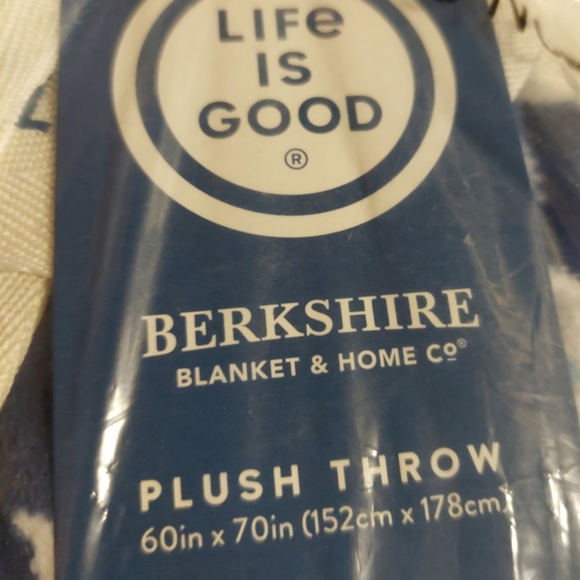 LIFe
IS
GOOD
®
BERKSHIRE
BLANKET & HOME Co®
PLUSH THROW
60in x 70in (152cm x 178cm)